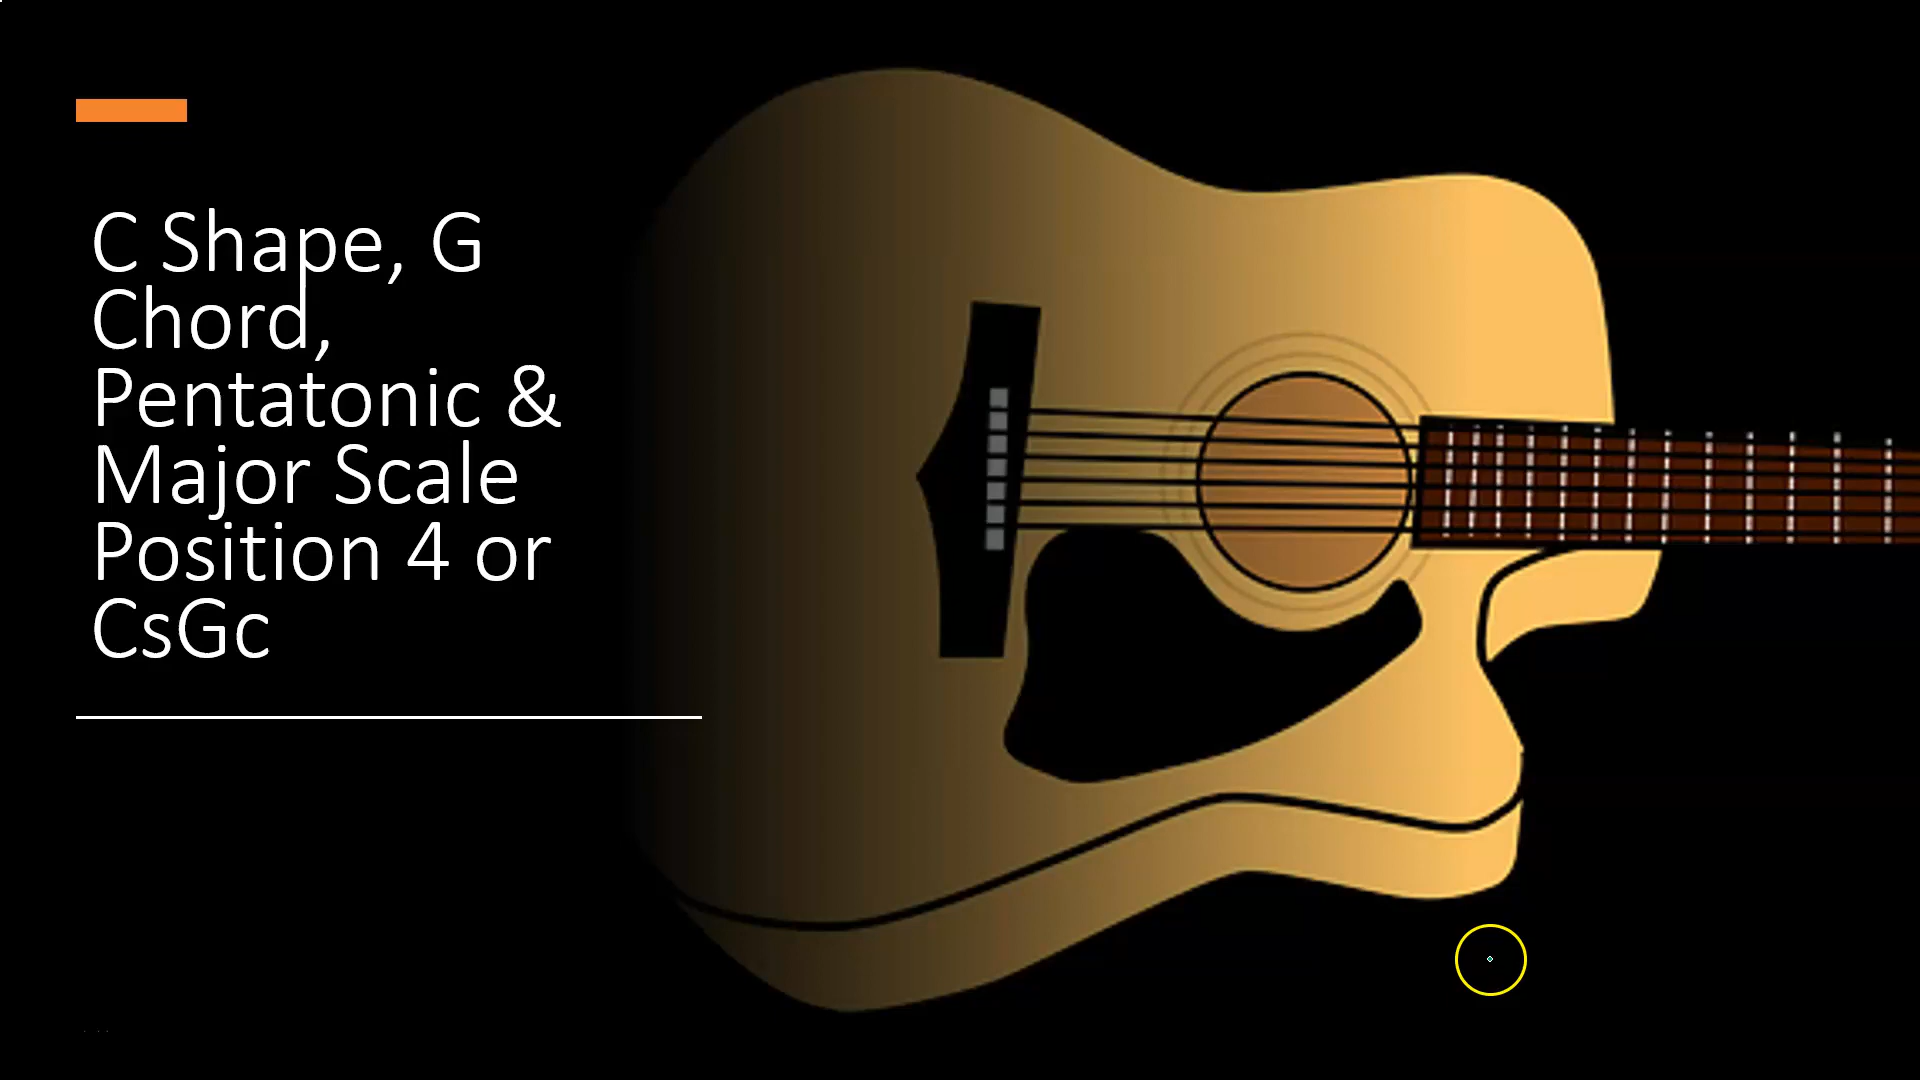 C Shape, G
Chord,
Pentatonic &
Major Scale
Position 4 or
CsGc